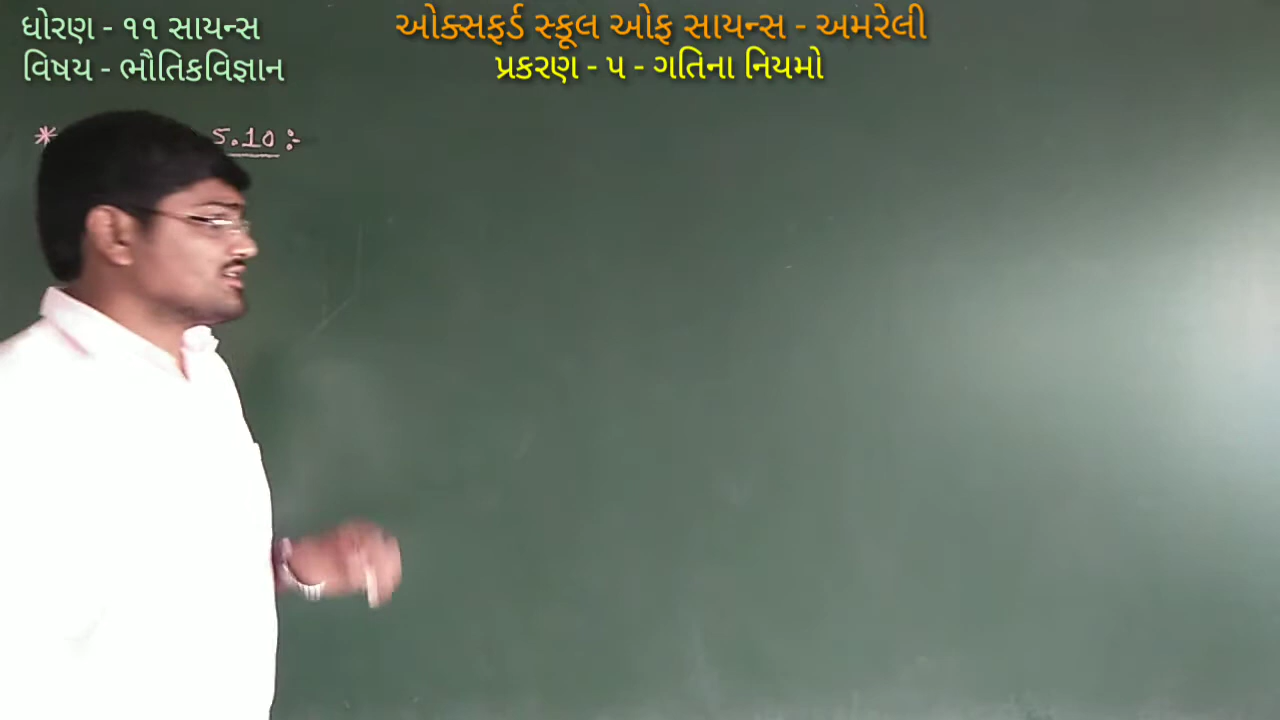 ધોરણ - ૧૧ સાયન્સ
ઓક્સફર્ડ સ્કૂલ ઓફ સાયન્સ - અમરેલી
વિષય - ભૌતિકવિજ્ઞાન
પ્રકરણ - ૫ - ગતિના નિયમો
* 5.10 :-